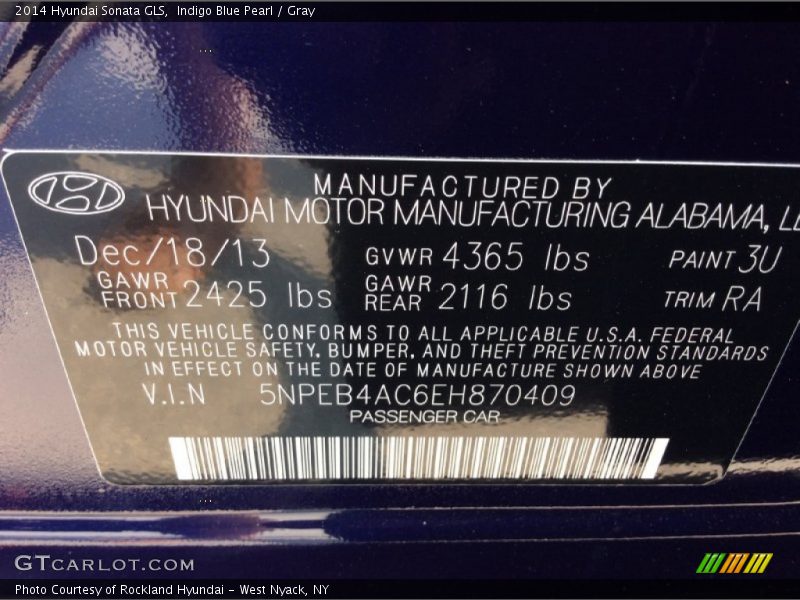 2014 Hyundai Sonata GLS,  Indigo Blue Pearl / Gray
MANUFACTURED BY
HYUNDAI MOTOR MANUFACTURING ALABAMA, LL
Dec/18/13 GVWR 4365 lbs PAINT 3U
GAWR FRONT 2425 lbs GAWR REAR 2116 lbs TRIM RA
THIS VEHICLE CONFORMS TO ALL APPLICABLE U.S.A. FEDERAL
MOTOR VEHICLE SAFETY, BUMPER, AND THEFT PREVENTION STANDARDS
IN EFFECT ON THE DATE OF MANUFACTURE SHOWN ABOVE
V.I.N 5NPEB4AC6EH870409
PASSENGER CAR
GTCARLOT.COM
Photo Courtesy of Rockland Hyundai - West Nyack, NY